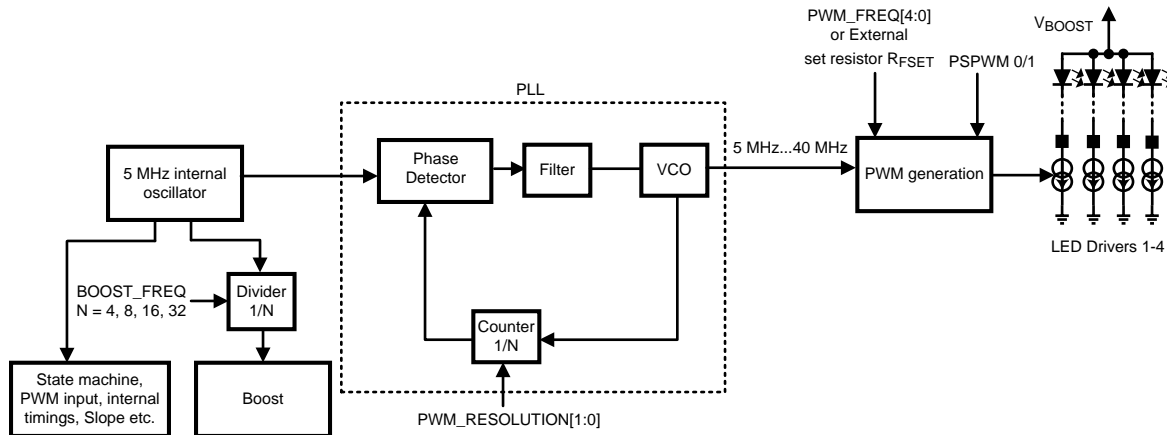 PWM_FREQ[4:0]
or External
set resistor RFSET
PSPWM 0/1
VBOOST
PLL
5 MHz internal
oscillator
Phase
Detector
Filter
VCO
5 MHz...40 MHz
PWM generation
LED Drivers 1-4
BOOST_FREQ
N = 4, 8, 16, 32
Divider
1/N
Counter
1/N
State machine,
PWM input, internal
timings, Slope etc.
Boost
PWM_RESOLUTION[1:0]